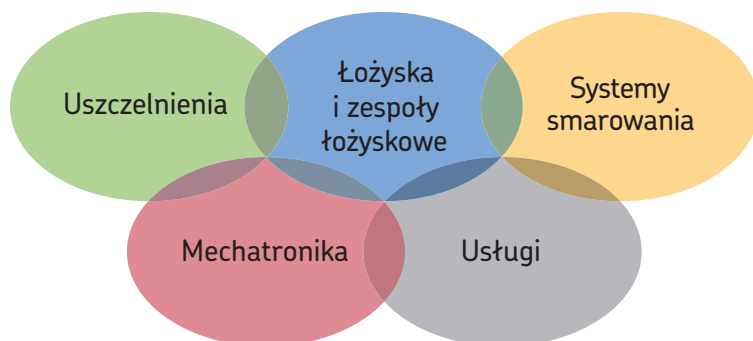 Uszczelnienia
Łożyska
i zespoły
łożyskowe
Systemy
smarowania
Mechatronika
Usługi